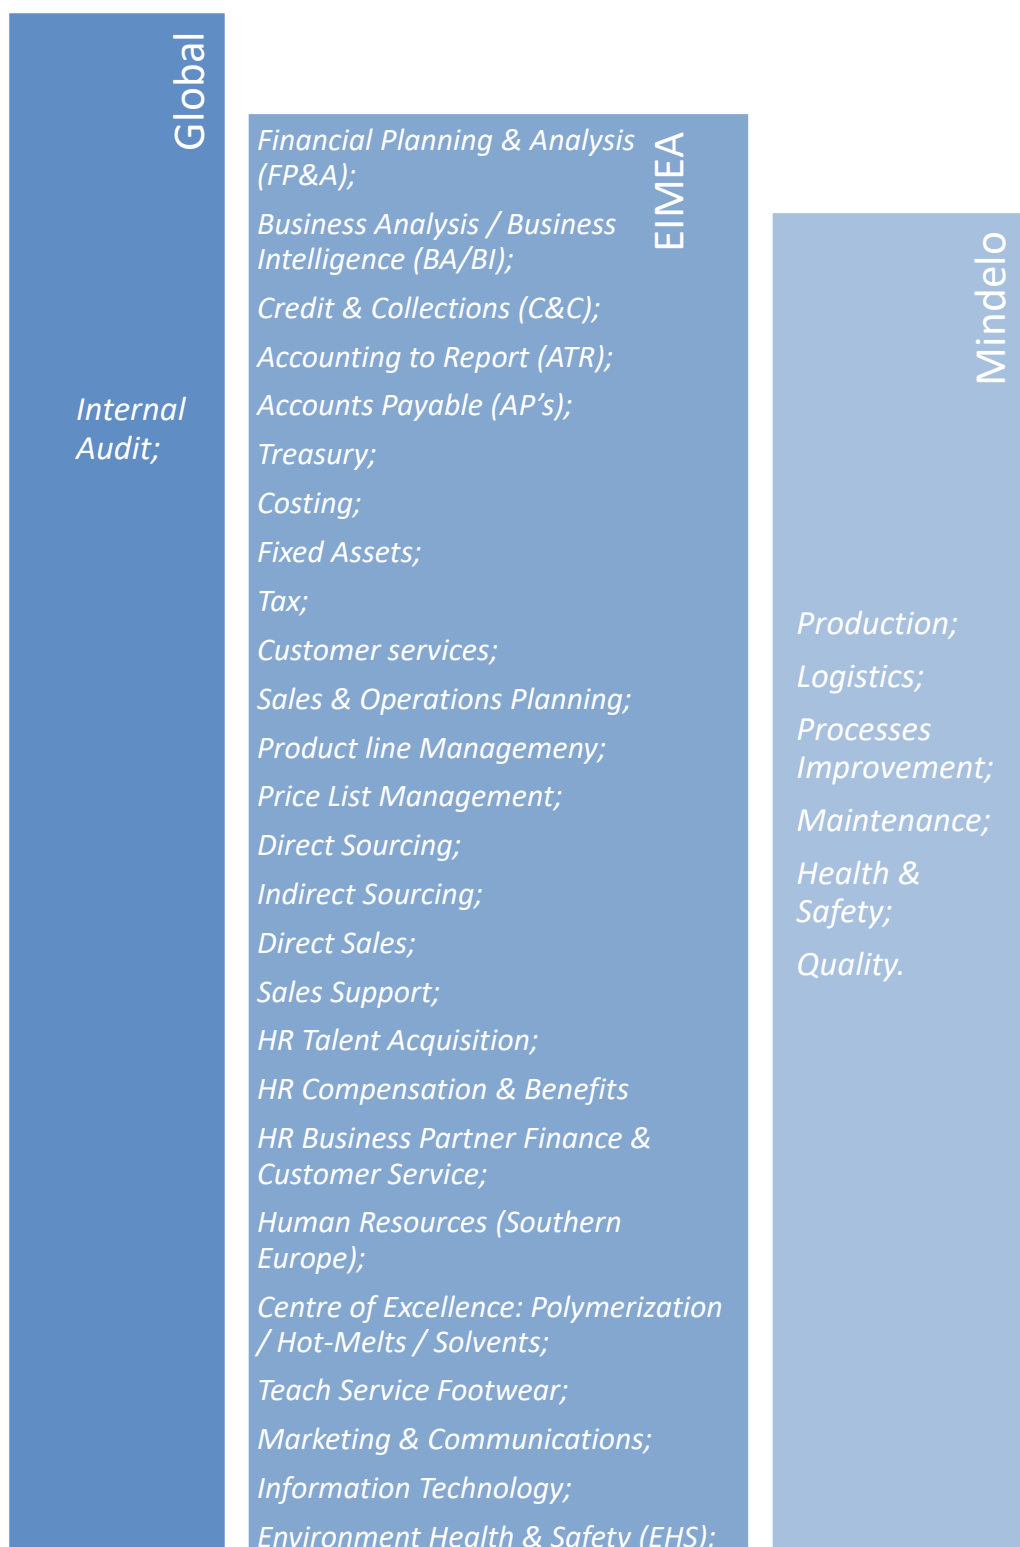 Global
Internal
Audit;
EIMEA
Financial Planning & Analysis
(FP&A);
Business Analysis / Business
Intelligence (BA/BI);
Credit & Collections (C&C);
Accounting to Report (ATR);
Accounts Payable (AP’s);
Treasury;
Costing;
Fixed Assets;
Tax;
Customer services;
Sales & Operations Planning;
Product line Managemeny;
Price List Management;
Direct Sourcing;
Indirect Sourcing;
Direct Sales;
Sales Support;
HR Talent Acquisition;
HR Compensation & Benefits
HR Business Partner Finance &
Customer Service;
Human Resources (Southern
Europe);
Centre of Excellence: Polymerization
/ Hot-Melts / Solvents;
Teach Service Footwear;
Marketing & Communications;
Information Technology;
Environment Health & Safety (EHS);
Mindelo
Production;
Logistics;
Processes
Improvement;
Maintenance;
Health &
Safety;
Quality.